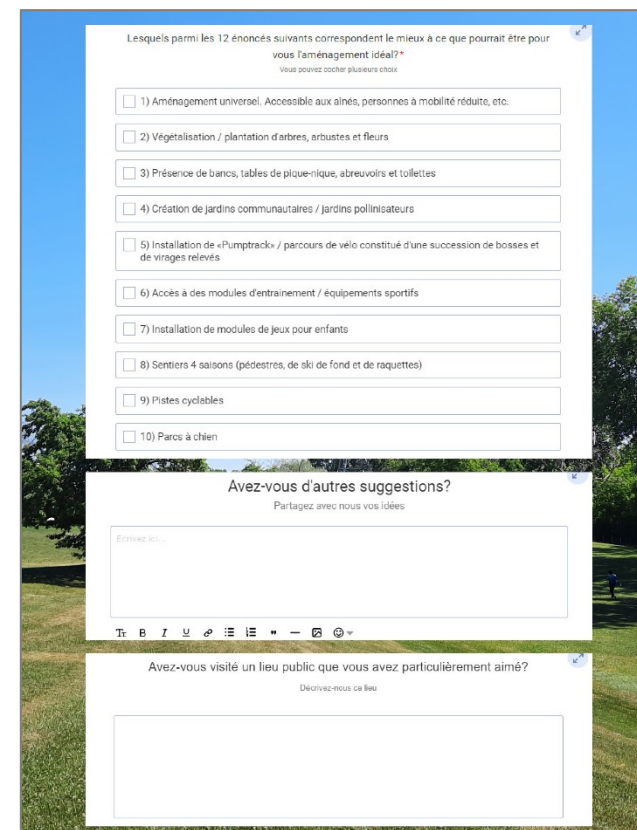 Lesquels parmi les 12 énoncés suivants correspondent le mieux à ce que pourrait être pour
vous l'aménagement idéal?*
Vous pouvez cocher plusieurs choix
1) Aménagement universel. Accessible aux aînés, personnes à mobilité réduite, etc.
2) Végétalisation / plantation d'arbres, arbustes et fleurs
3) Présence de bancs, tables de pique-nique, abreuvoirs et toilettes
4) Création de jardins communautaires / jardins pollinisateurs
5) Installation de «Pumptrack» / parcours de vélo constitué d'une succession de bosses et
de virages relevés
6) Accès à des modules d'entrainement / équipements sportifs
7) Installation de modules de jeux pour enfants
8) Sentiers 4 saisons (pédestres, de ski de fond et de raquettes)
9) Pistes cyclables
10) Parcs à chien
Avez-vous d'autres suggestions?
Partagez avec nous vos idées
Écrivez ici...
Tт B I U
Avez-vous visité un lieu public que vous avez particulièrement aimé?
Décrivez-nous ce lieu